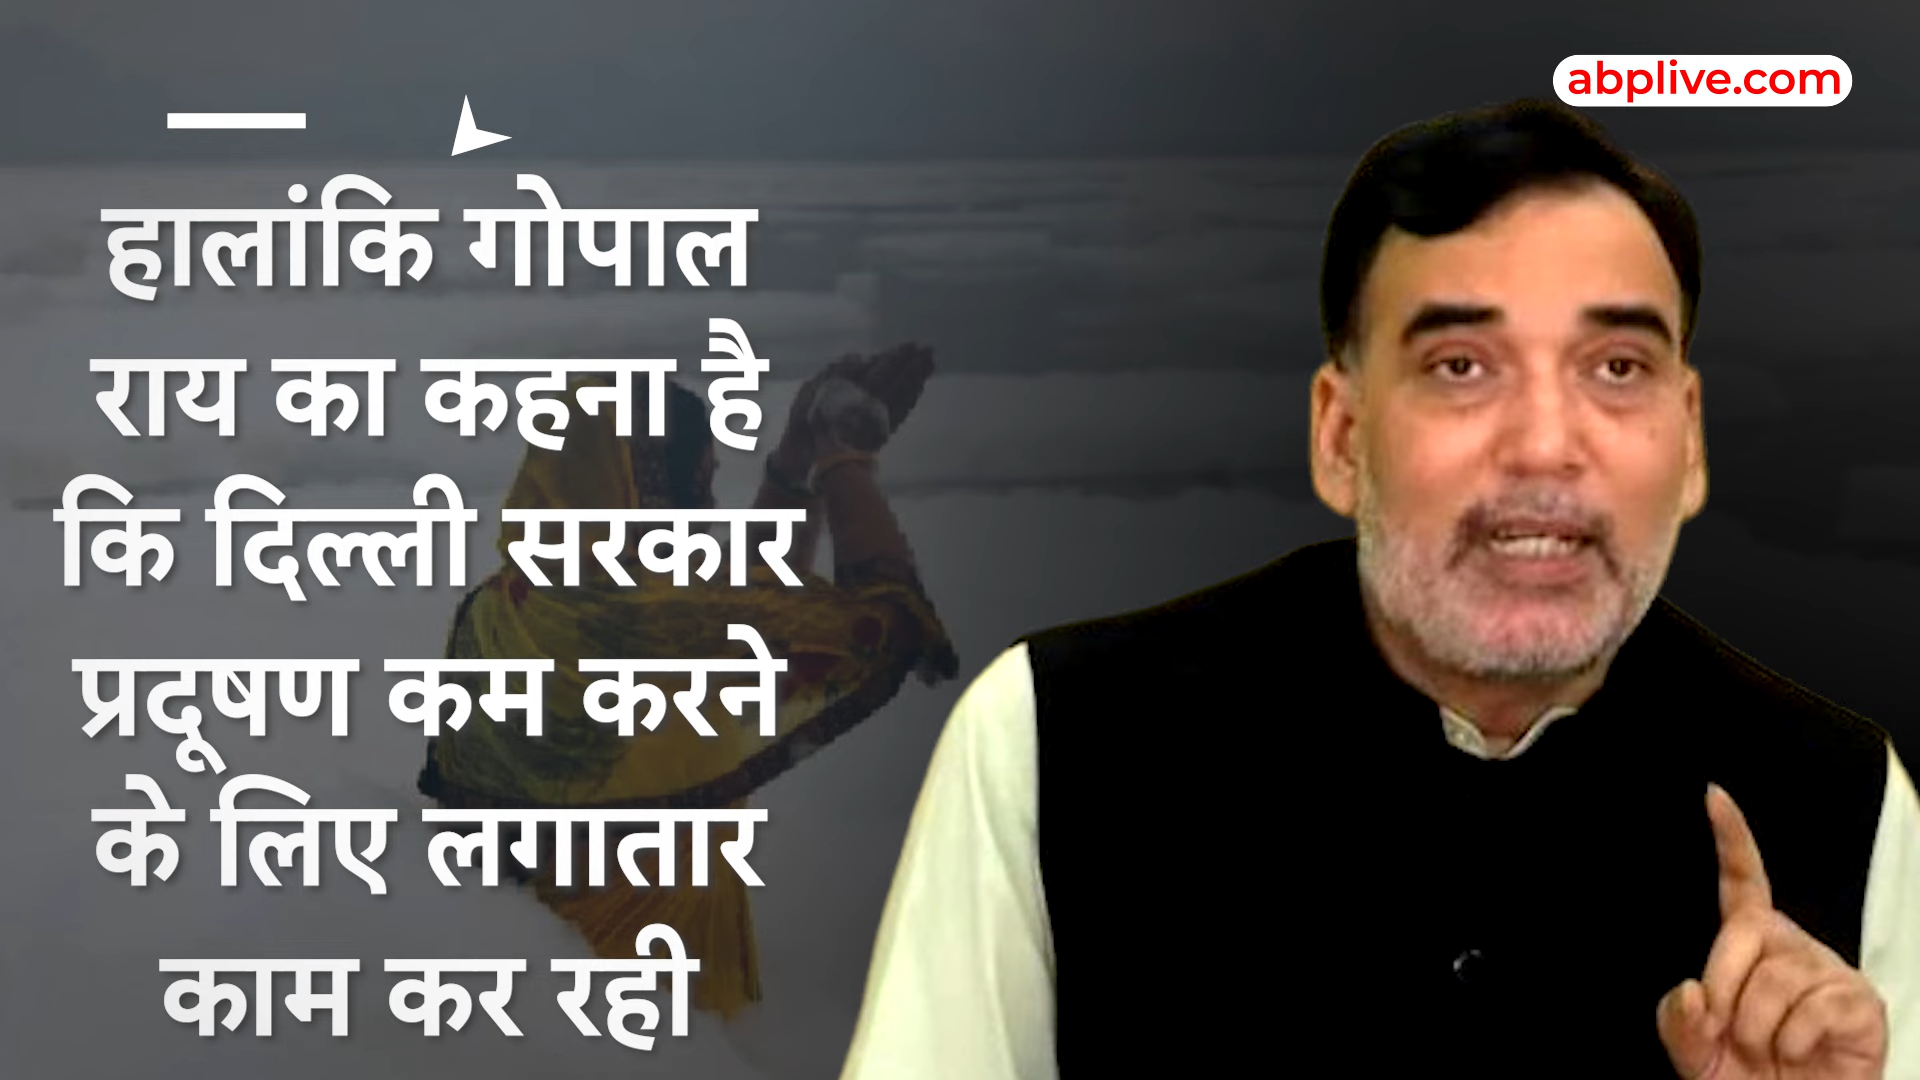 abplive.com
हालांकि गोपाल
राय का कहना है
कि दिल्ली सरकार
प्रदूषण कम करने
के लिए लगातार
काम कर रही